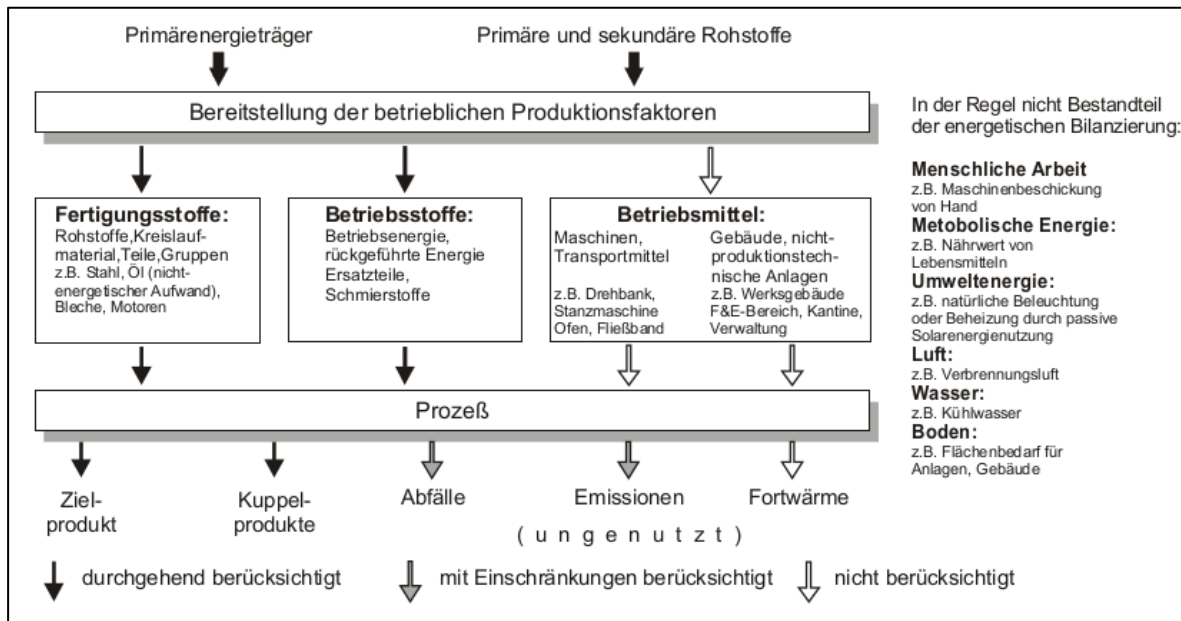 Primärenergieträger
Primäre und sekundäre Rohstoffe
Bereitstellung der betrieblichen Produktionsfaktoren
Fertigungsstoffe:
Rohstoffe,Kreislauf-
material,Teile,Gruppen
z.B. Stahl, Öl (nicht-
energetischer Aufwand),
Bleche, Motoren
Betriebsstoffe:
Betriebsenergie,
rückgeführte Energie
Ersatzteile,
Schmierstoffe
Betriebsmittel:
Maschinen,
Transportmittel
z.B. Drehbank,
Stanzmaschine
Ofen, Fließband
Gebäude, nicht-
produktionstech-
nische Anlagen
z.B. Werksgebäude
F&E-Bereich, Kantine,
Verwaltung
Prozeß
Ziel-
produkt
Kuppel-
produkte
Abfälle
Emissionen
Fortwärme
( u n g e n u t z t )
durchgehend berücksichtigt
mit Einschränkungen berücksichtigt
nicht berücksichtigt
In der Regel nicht Bestandteil
der energetischen Bilanzierung:
Menschliche Arbeit
z.B. Maschinenbeschickung
von Hand
Metobolische Energie:
z.B. Nährwert von
Lebensmitteln
Umweltenergie:
z.B. natürliche Beleuchtung
oder Beheizung durch passive
Solarenergienutzung
Luft:
z.B. Verbrennungsluft
Wasser:
z.B. Kühlwasser
Boden:
z.B. Flächenbedarf für
Anlagen, Gebäude